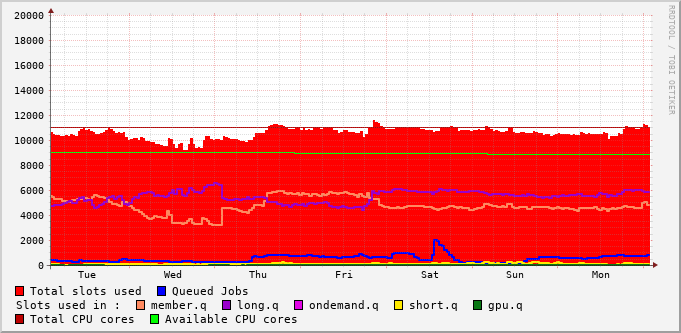 20000
18000
16000
14000
12000
10000
8000
6000
4000
2000
0
Tue Wed Thu Fri Sat Sun Mon
RRDTOOL / TOBI OETIKER
Total slots used Queued Jobs
Slots used in : member.q long.q ondemand.q short.q gpu.q
Total CPU cores Available CPU cores